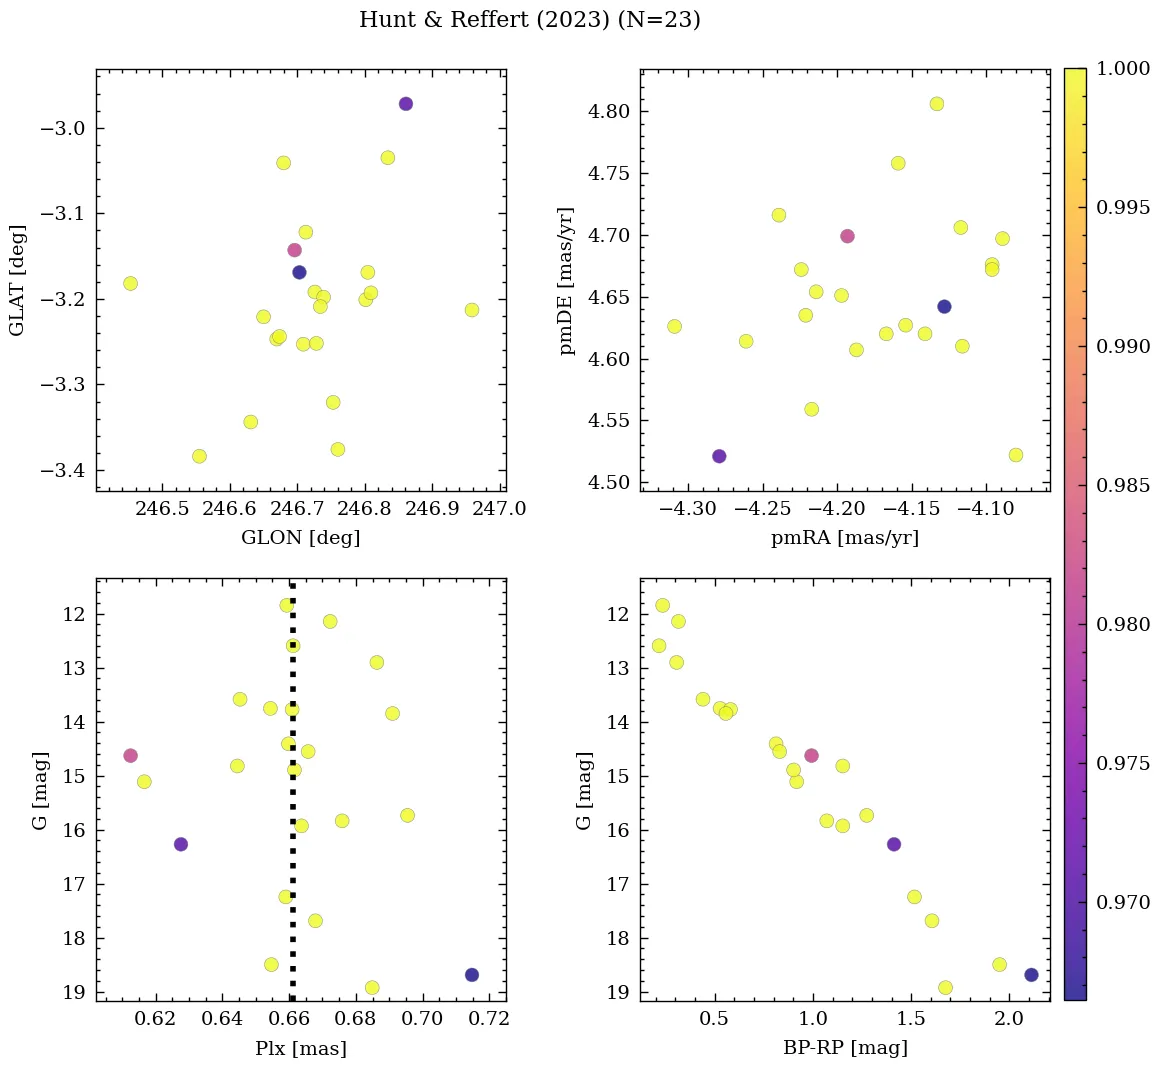 Hunt & Reffert (2023) (N=23)
−3.0
−3.1
−3.2
−3.3
−3.4
GLAT [deg]
246.5 246.6 246.7 246.8 246.9 247.0
GLON [deg]
4.80
4.75
4.70
4.65
4.60
4.55
4.50
pmDE [mas/yr]
−4.30 −4.25 −4.20 −4.15 −4.10
pmRA [mas/yr]
12
13
14
15
16
17
18
19
G [mag]
0.62 0.64 0.66 0.68 0.70 0.72
Plx [mas]
12
13
14
15
16
17
18
19
G [mag]
0.5 1.0 1.5 2.0
BP-RP [mag]
1.000
0.995
0.990
0.985
0.980
0.975
0.970